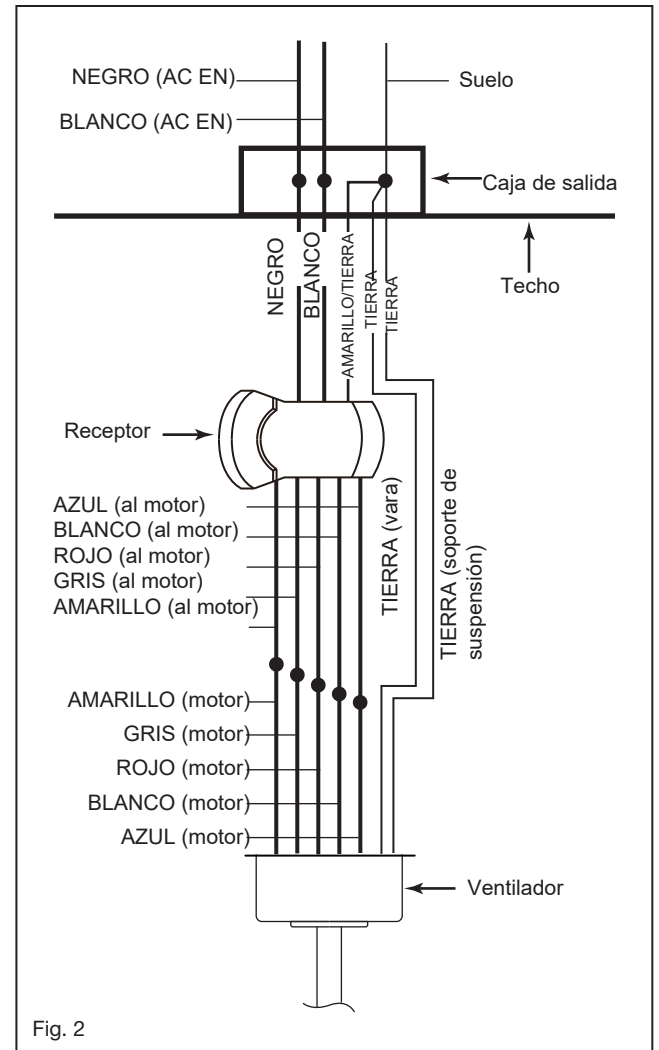 NEGRO (AC EN)
Suelo
BLANCO (AC EN)
Caja de salida
Techo
NEGRO
BLANCO
AMARILLO/TIERRA
TIERRA
TIERRA
Receptor
AZUL (al motor)
BLANCO (al motor)
ROJO (al motor)
GRIS (al motor)
AMARILLO (al motor)
TIERRA (vara)
TIERRA (soporte de
suspensión)
AMARILLO (motor)
GRIS (motor)
ROJO (motor)
BLANCO (motor)
AZUL (motor)
Ventilador
Fig. 2